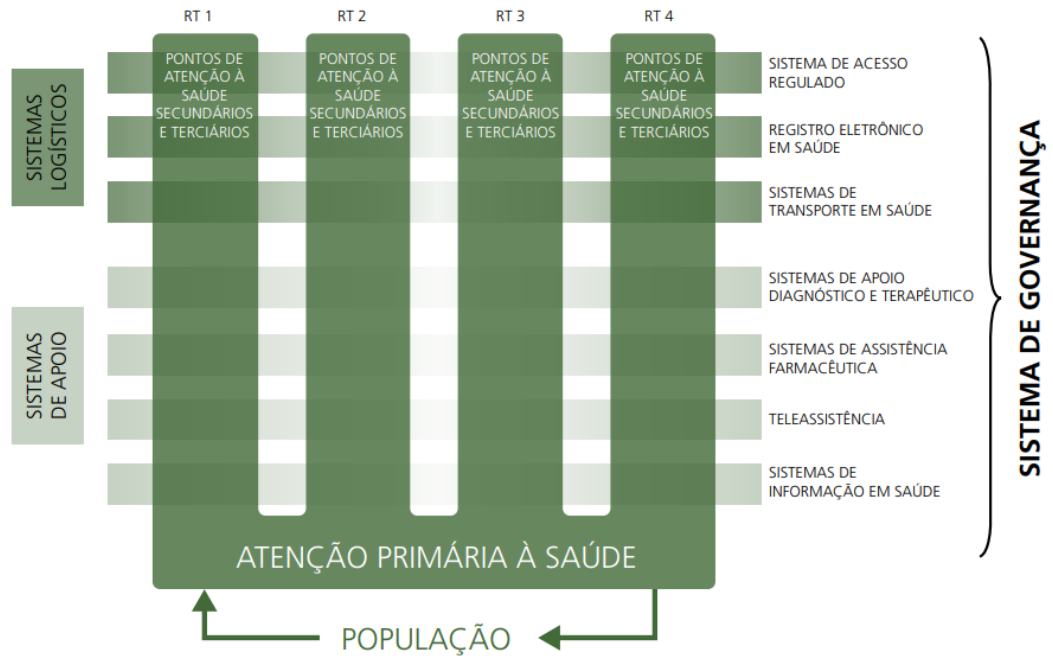 RT 1
RT 2
RT 3
RT 4
PONTOS DE
ATENÇÃO À
SAÚDE
SECUNDÁRIOS
E TERCIÁRIOS
PONTOS DE
ATENÇÃO À
SAÚDE
SECUNDÁRIOS
E TERCIÁRIOS
PONTOS DE
ATENÇÃO À
SAÚDE
SECUNDÁRIOS
E TERCIÁRIOS
PONTOS DE
ATENÇÃO À
SAÚDE
SECUNDÁRIOS
E TERCIÁRIOS
SISTEMAS
LOGÍSTICOS
SISTEMA DE ACESSO
REGULADO
REGISTRO ELETRÔNICO
EM SAÚDE
SISTEMAS DE
TRANSPORTE EM SAÚDE
SISTEMAS
DE APOIO
SISTEMAS DE APOIO
DIAGNÓSTICO E TERAPÊUTICO
SISTEMAS DE ASSISTÊNCIA
FARMACÊUTICA
TELEASSISTÊNCIA
SISTEMAS DE
INFORMAÇÃO EM SAÚDE
SISTEMA DE GOVERNANÇA
ATENÇÃO PRIMÁRIA À SAÚDE
POPULAÇÃO